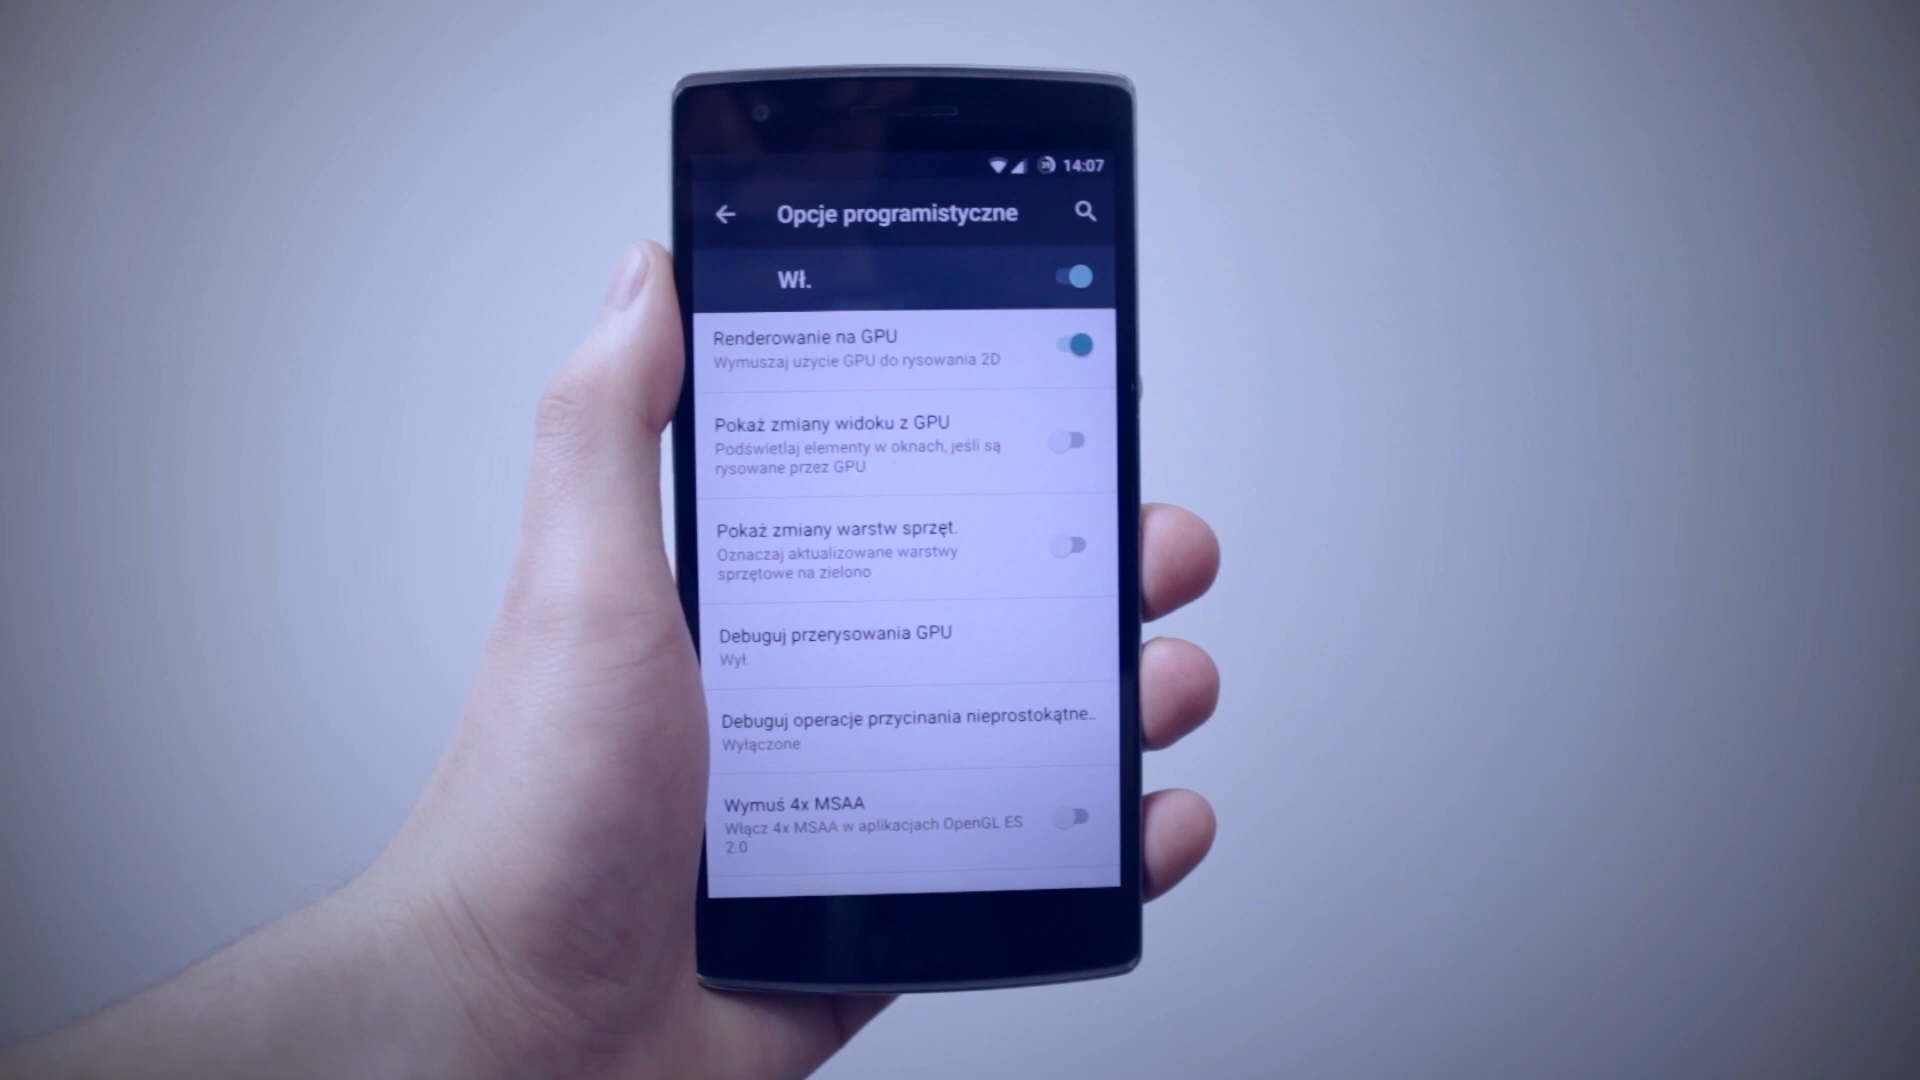 14:07
Opcje programistyczne
Wł.
Renderowanie na GPU
Wymuszaj użycie GPU do rysowania 2D
Pokaż zmiany widoku z GPU
Podświetlaj elementy w oknach, jeśli są
rysowane przez GPU
Pokaż zmiany warstw sprzęt.
Oznaczaj aktualizowane warstwy
sprzętowe na zielono
Debuguj przerysowania GPU
Wył.
Debuguj operacje przycinania nieprostokątne…
Wyłączone
Wymuś 4x MSAA
Włącz 4x MSAA w aplikacjach OpenGL ES
2.0